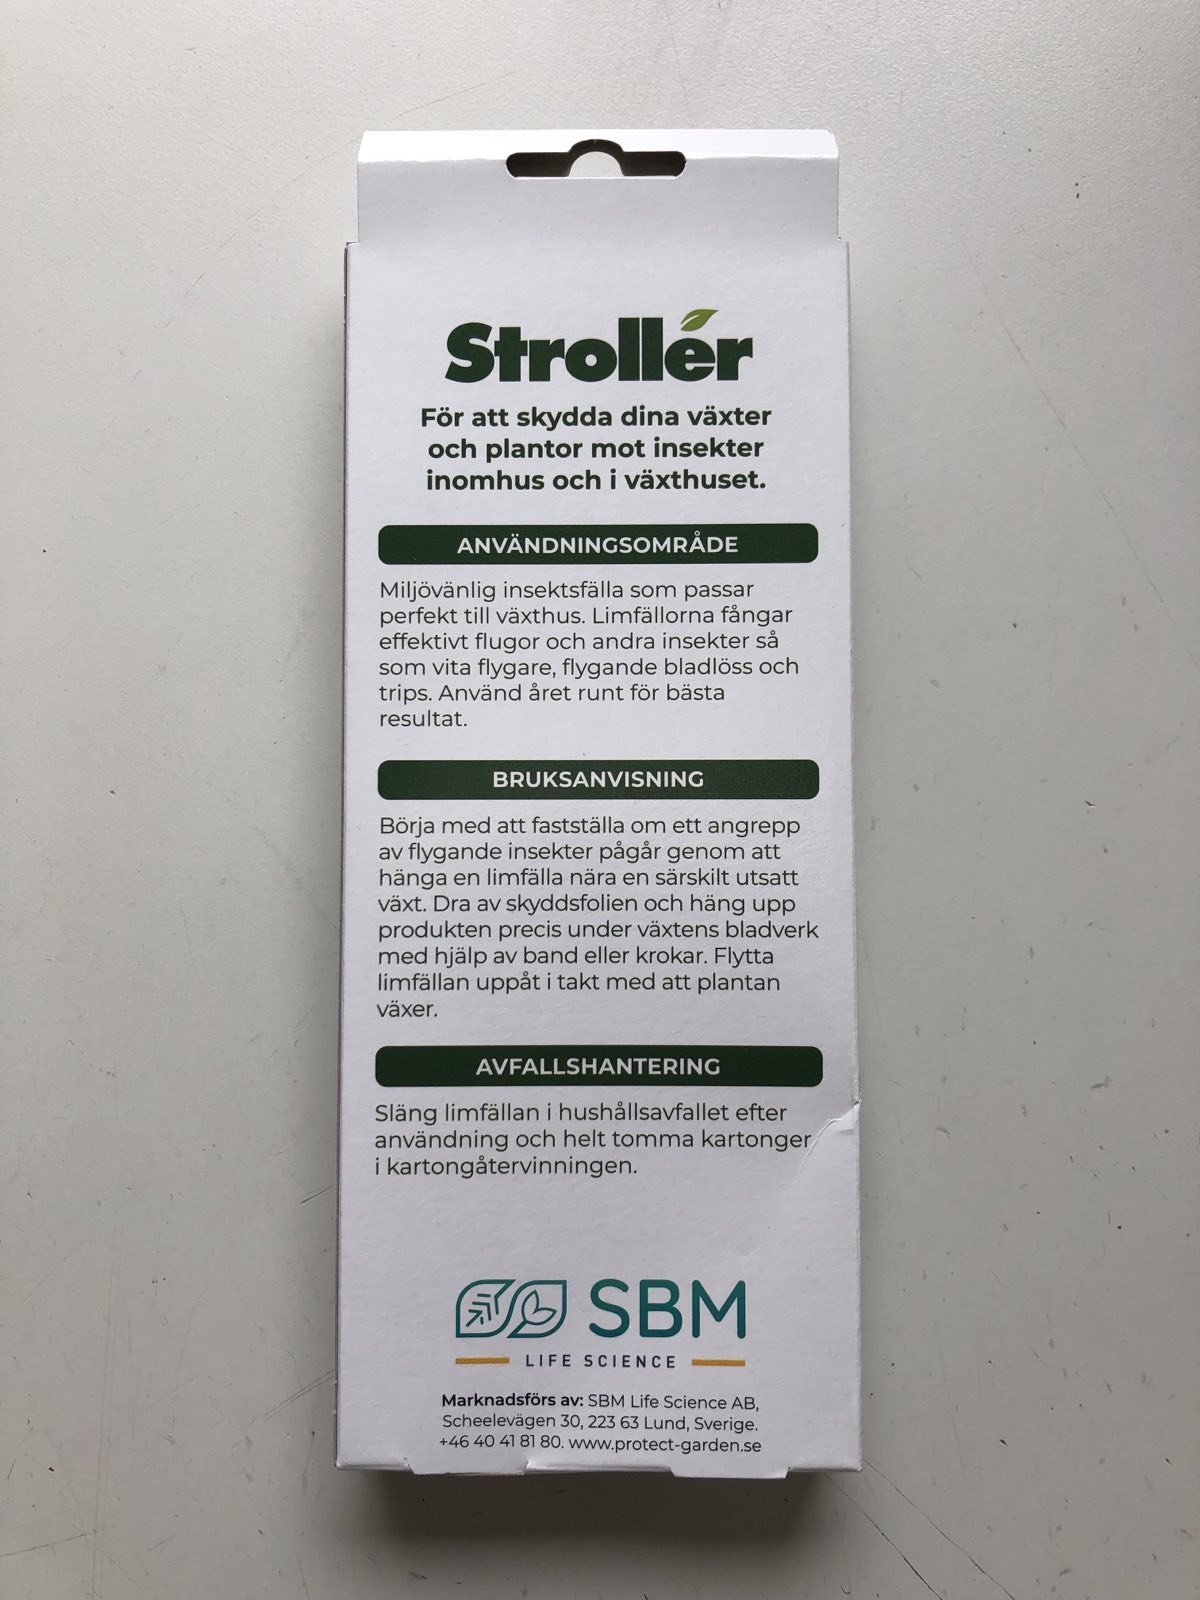 Strollér
För att skydda dina växter
och plantor mot insekter
inomhus och i växthuset.
ANVÄNDNINGSOMRÅDE
Miljövänlig insektsfälla som passar
perfekt till växthus. Limfällorna fångar
effektivt flugor och andra insekter så
som vita flygare, flygande bladlöss och
trips. Använd året runt för bästa
resultat.
BRUKSANVISNING
Börja med att fastställa om ett angrepp
av flygande insekter pågår genom att
hänga en limfälla nära en särskilt utsatt
växt. Dra av skyddsfolien och häng upp
produkten precis under växtens bladverk
med hjälp av band eller krokar. Flytta
limfällan uppåt i takt med att plantan
växer.
AVFALLSHANTERING
Släng limfällan i hushållsavfallet efter
användning och helt tomma kartonger
i kartongåtervinningen.
SBM
LIFE SCIENCE
Marknadsförs av: SBM Life Science AB,
Scheelevägen 30, 223 63 Lund, Sverige.
+46 40 41 81 80. www.protect-garden.se